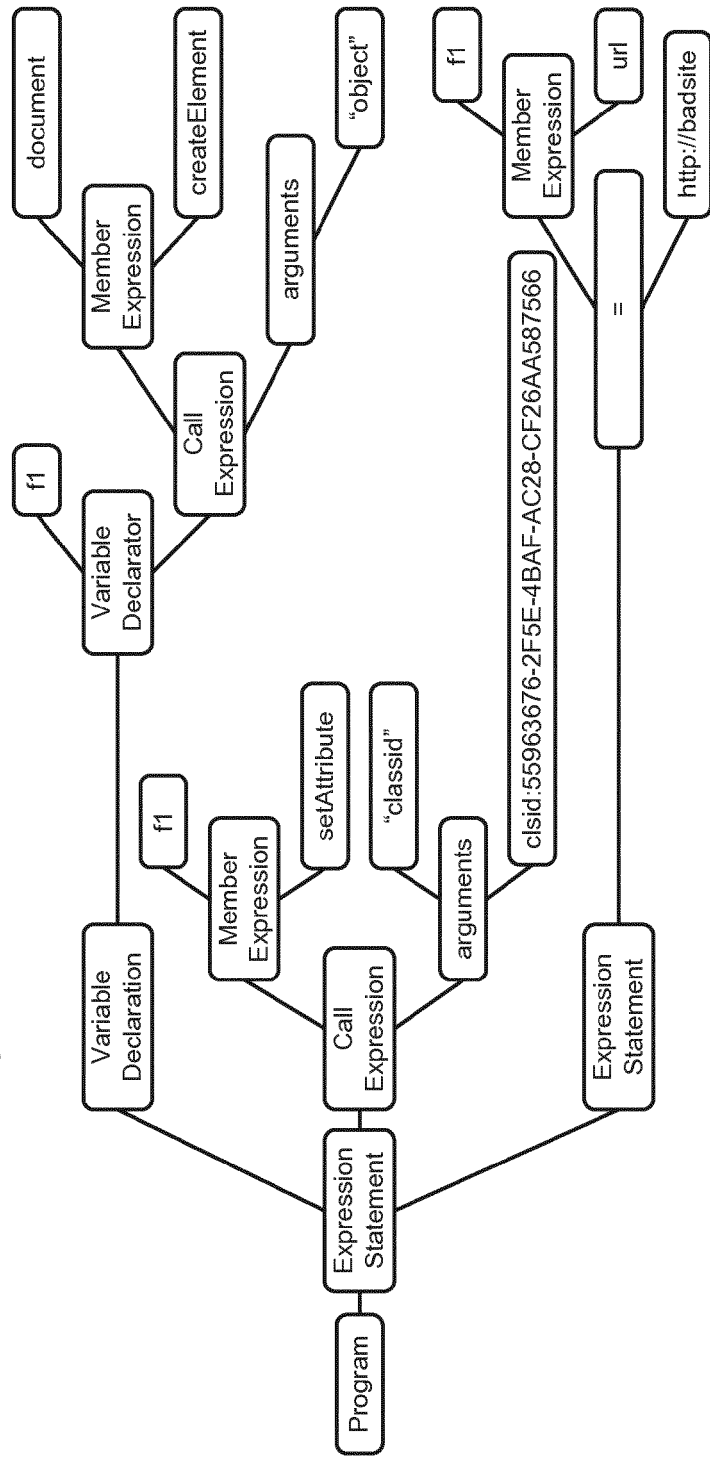 Program
Expression
Statement
Variable
Declaration
Variable
Declarator
f1
Call
Expression
Member
Expression
document
createElement
arguments
“object”
Call
Expression
Member
Expression
f1
setAttribute
arguments
“classid”
clsid:55963676-2F5E-4BAF-AC28-CF26AA587566
Expression
Statement
=
Member
Expression
f1
url
http://badsite